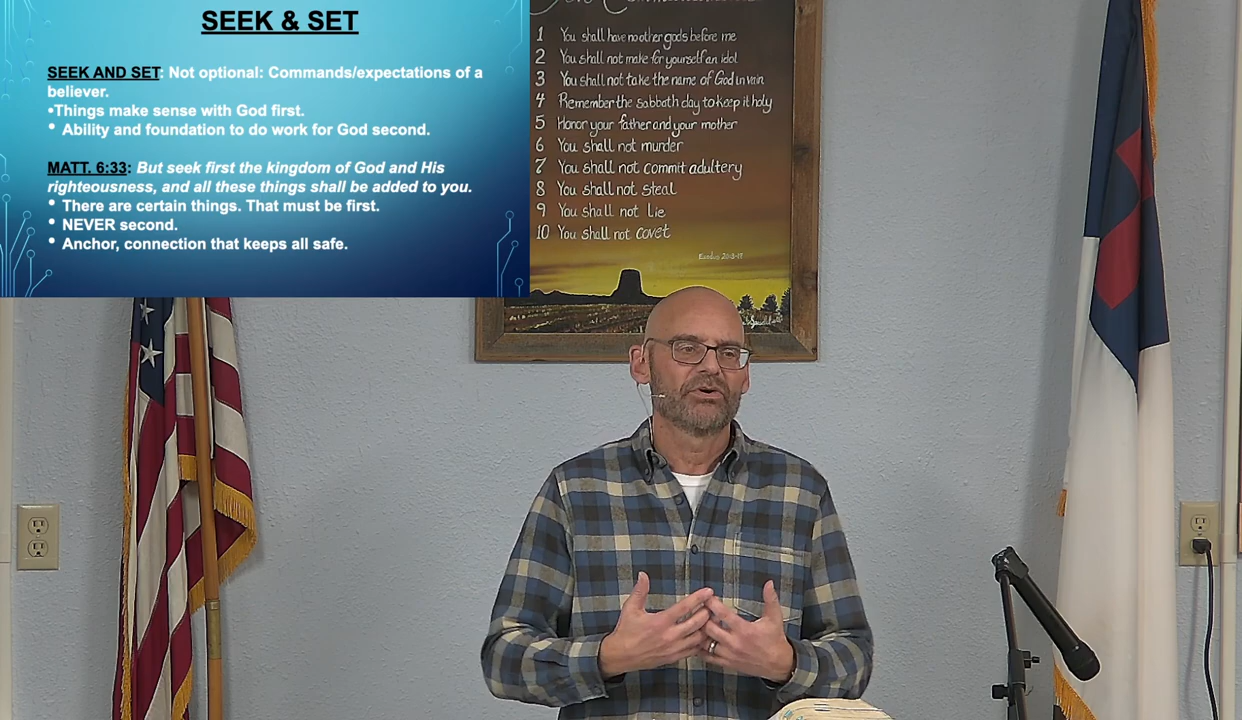 SEEK & SET
SEEK AND SET: Not optional: Commands/expectations of a
believer.
•Things make sense with God first.
• Ability and foundation to do work for God second.
MATT. 6:33: But seek first the kingdom of God and His
righteousness, and all these things shall be added to you.
• There are certain things. That must be first.
• NEVER second.
• Anchor, connection that keeps all safe.
1 You shall have no other gods before me
2 You shall not make for yourself an idol
3 You shall not take the name of God in vain
4 Remember the sabbath day to keep it holy
5 Honor your father and your mother
6 You shall not murder
7 You shall not commit adultery
8 You shall not steal
9 You shall not Lie
10 You shall not covet
Exodus 20:3-17